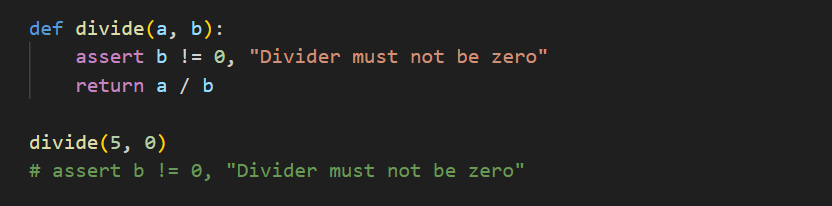 def divide(a, b):
    assert b != 0, "Divider must not be zero"
    return a / b

divide(5, 0)
# assert b != 0, "Divider must not be zero"